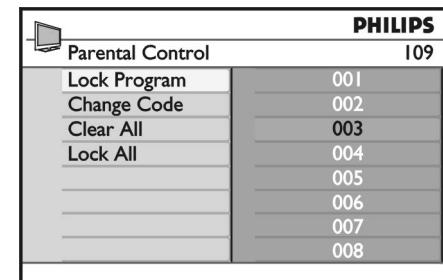 PHILIPS
Parental Control 109
Lock Program 001
Change Code 002
Clear All 003
Lock All 004
005
006
007
008